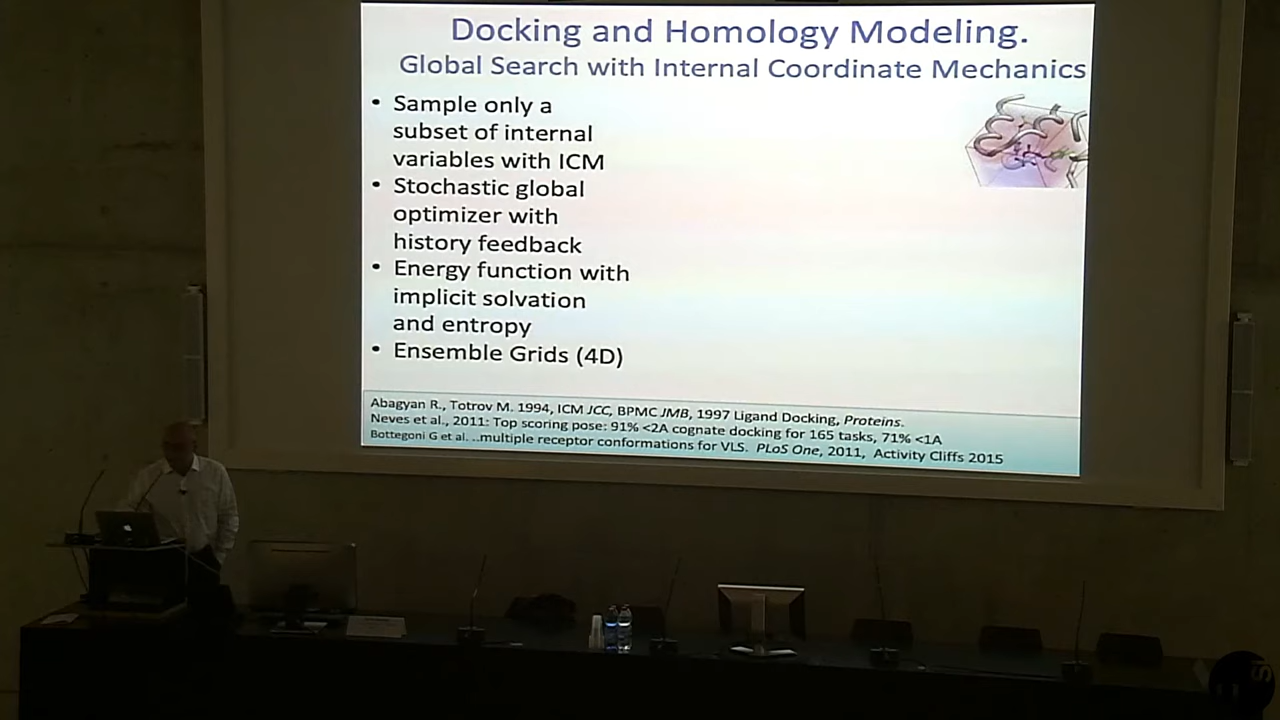 Docking and Homology Modeling.
Global Search with Internal Coordinate Mechanics
• Sample only a
subset of internal
variables with ICM
• Stochastic global
optimizer with
history feedback
• Energy function with
implicit solvation
and entropy
• Ensemble Grids (4D)
Abagyan R., Totrov M. 1994, ICM JCC, BPMC JMB, 1997 Ligand Docking, Proteins.
Neves et al., 2011: Top scoring pose: 91% <2A cognate docking for 165 tasks, 71% <1A
Bottegoni G et al. ..multiple receptor conformations for VLS. PLoS One, 2011, Activity Cliffs 2015